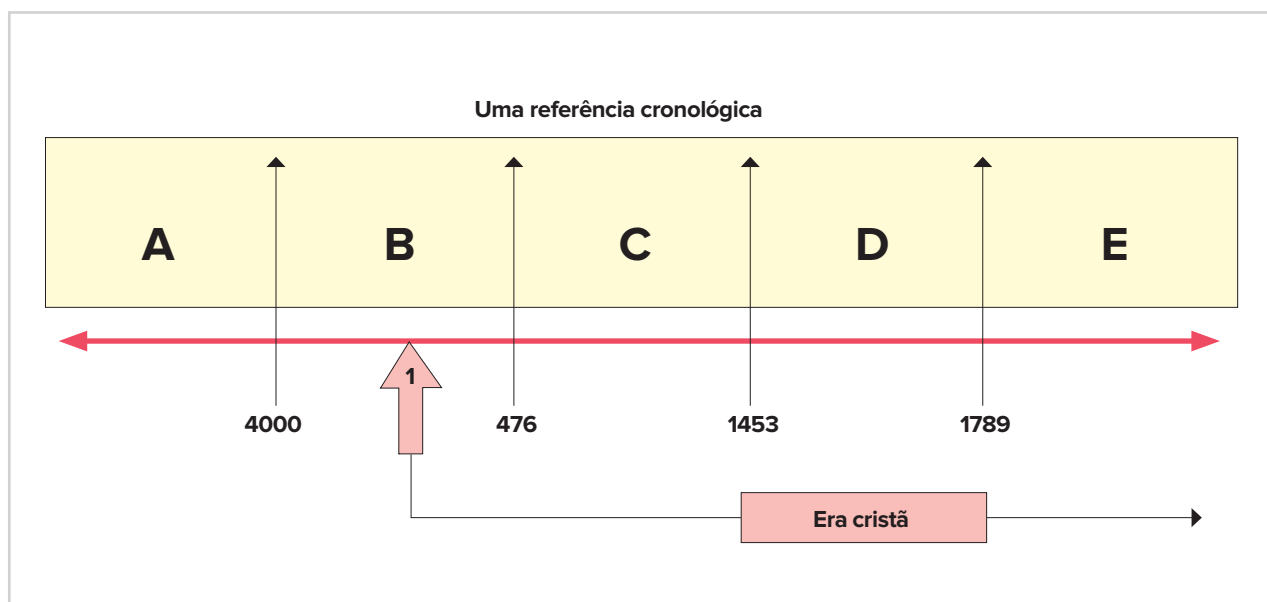 Uma referência cronológica
A B C D E
1
4000 476 1453 1789
Era cristã